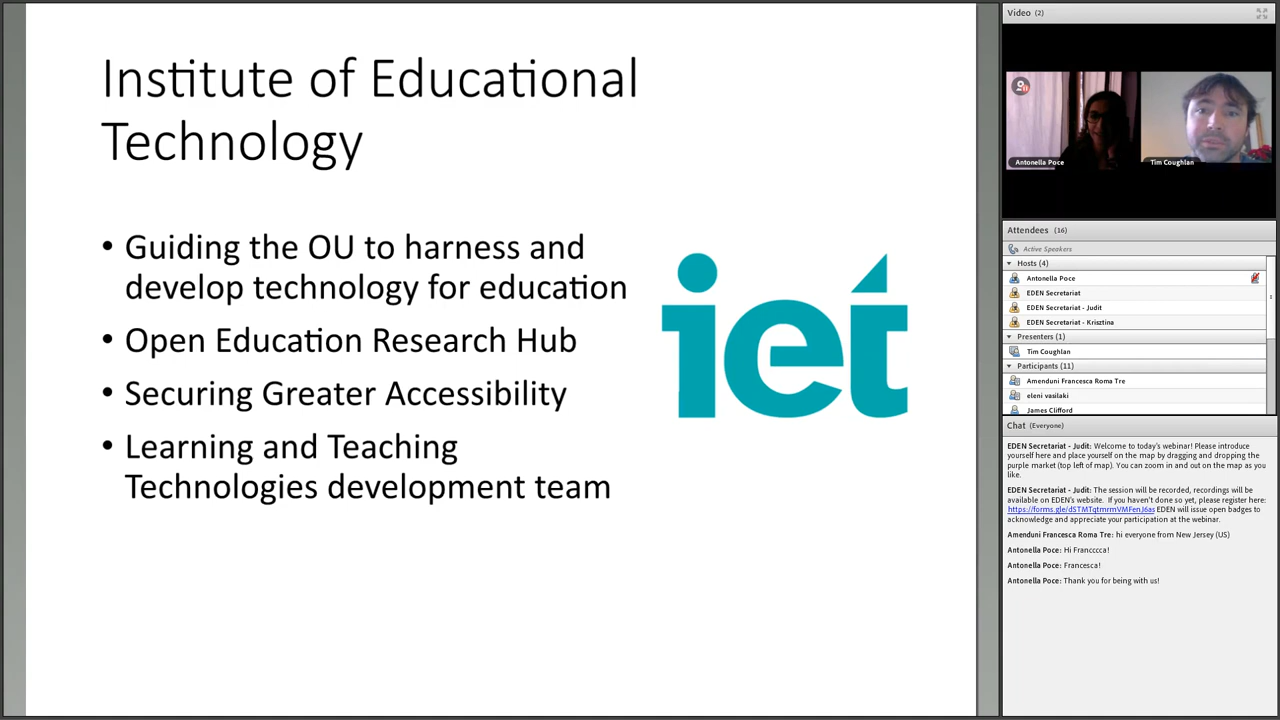 Institute of Educational
Technology
• Guiding the OU to harness and
develop technology for education
• Open Education Research Hub
• Securing Greater Accessibility
• Learning and Teaching
Technologies development team
iet
Video (2)
Antonella Poce
Tim Coughlan
Attendees (16)
Active Speakers
Hosts (4)
Antonella Poce
EDEN Secretariat
EDEN Secretariat - Judit
EDEN Secretariat - Krisztína
Presenters (1)
Tim Coughlan
Participants (11)
Amenduni Francesca Roma Tre
eleni vasilaki
James Clifford
Chat (Everyone)
EDEN Secretariat - Judit: Welcome to today's webinar! Please introduce
yourself here and place yourself on the map by dragging and dropping the
purple market (top left of map). You can zoom in and out on the map as you
like.
EDEN Secretariat - Judit: The session will be recorded, recordings will be
available on EDEN's website. If you haven't done so yet, please register here:
https://forms.gle/dSTMTqtmrmVMFenJ6as EDEN will issue open badges to
acknowledge and appreciate your participation at the webinar.
Amenduni Francesca Roma Tre: hi everyone from New Jersey (US)
Antonella Poce: Hi Francccca!
Antonella Poce: Francesca!
Antonella Poce: Thank you for being with us!